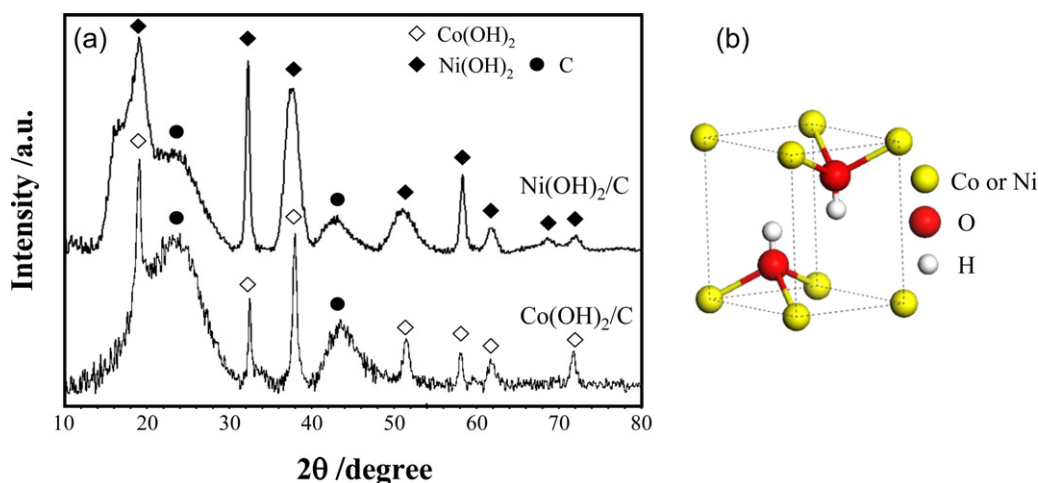 (a)
Co(OH)₂
Ni(OH)₂ C
Ni(OH)₂/C
Co(OH)₂/C
Intensity /a.u.
10 20 30 40 50 60 70 80
2θ /degree
(b)
Co or Ni
O
H